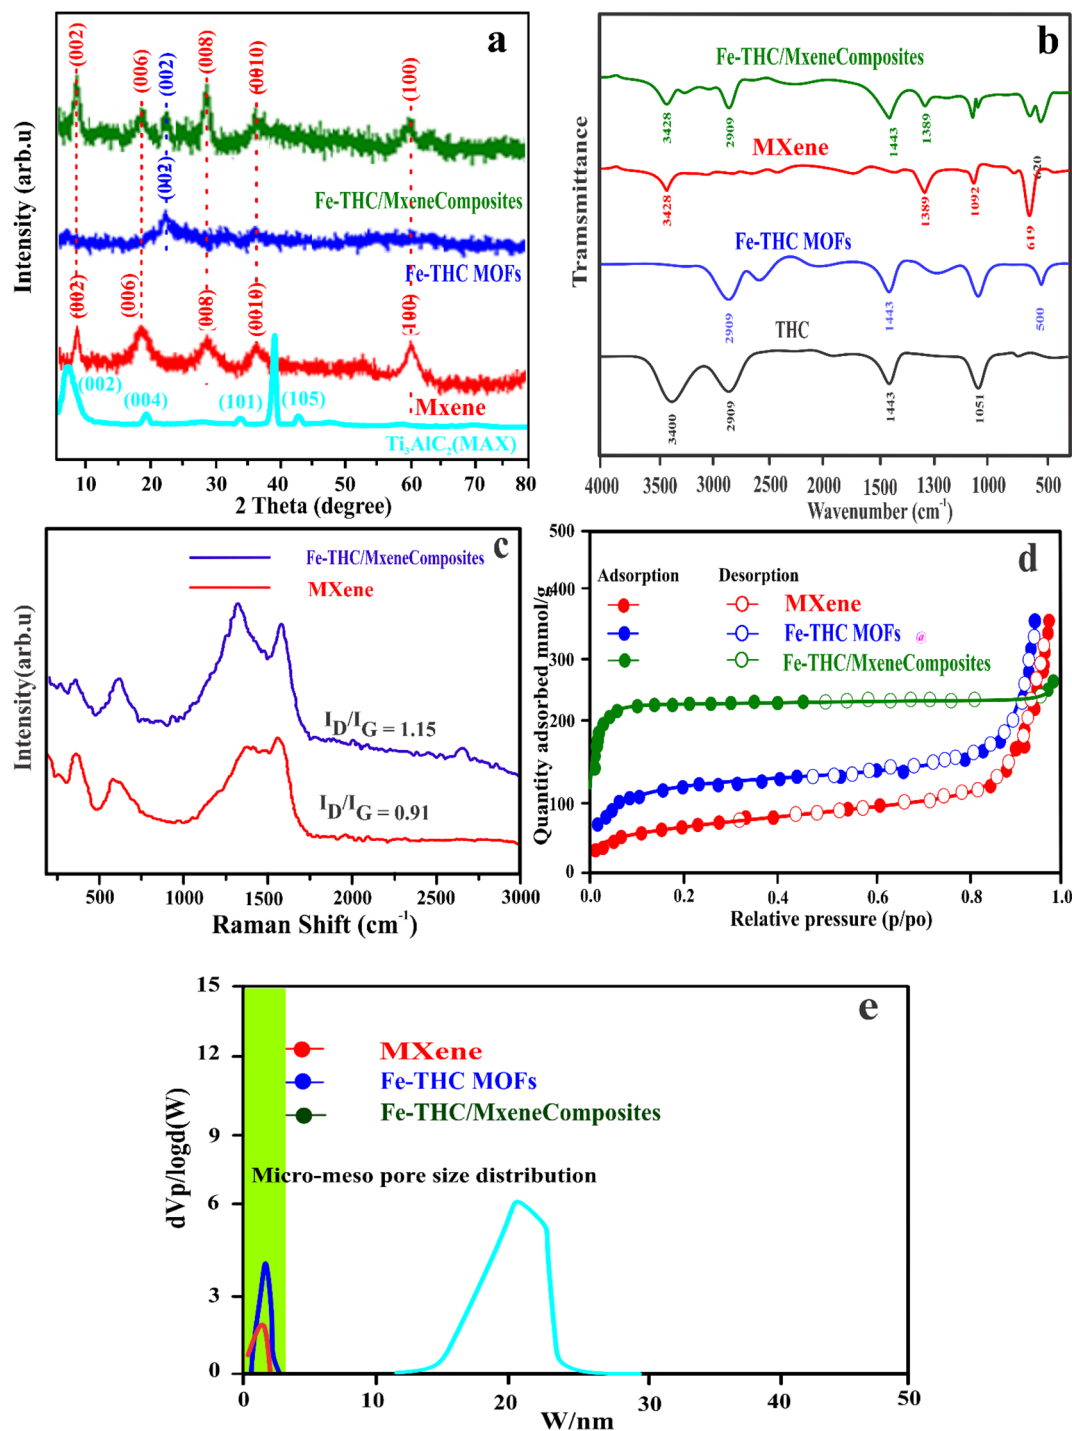 a
(002)
(006)
(002)
(008)
(0010)
(100)
Fe-THC/MxeneComposites
(002)
Fe-THC MOFs
(002)
(006)
(008)
(0010)
(100)
Mxene
(002)
(004)
(101)
(105)
Ti3AlC2(MAX)
Intensity (arb.u)
10 20 30 40 50 60 70 80
2 Theta (degree)
b
Fe-THC/MxeneComposites
3428
2909
1443
1389
620
MXene
3428
1389
1092
619
Fe-THC MOFs
2909
1443
500
THC
3400
2909
1443
1051
Transmittance
4000 3500 3000 2500 2000 1500 1300 1000 500
Wavenumber (cm-1)
c
Fe-THC/MxeneComposites
MXene
ID/IG = 1.15
ID/IG = 0.91
Intensity(arb.u)
500 1000 1500 2000 2500 3000
Raman Shift (cm-1)
d
Adsorption Desorption
MXene
Fe-THC MOFs @
Fe-THC/MxeneComposites
Quantity adsorbed mmol/g
500
400
300
200
100
0
0.0 0.2 0.4 0.6 0.8 1.0
Relative pressure (p/po)
e
MXene
Fe-THC MOFs
Fe-THC/MxeneComposites
Micro-meso pore size distribution
dVp/logd(W)
15
12
9
6
3
0
0 10 20 30 40 50
W/nm